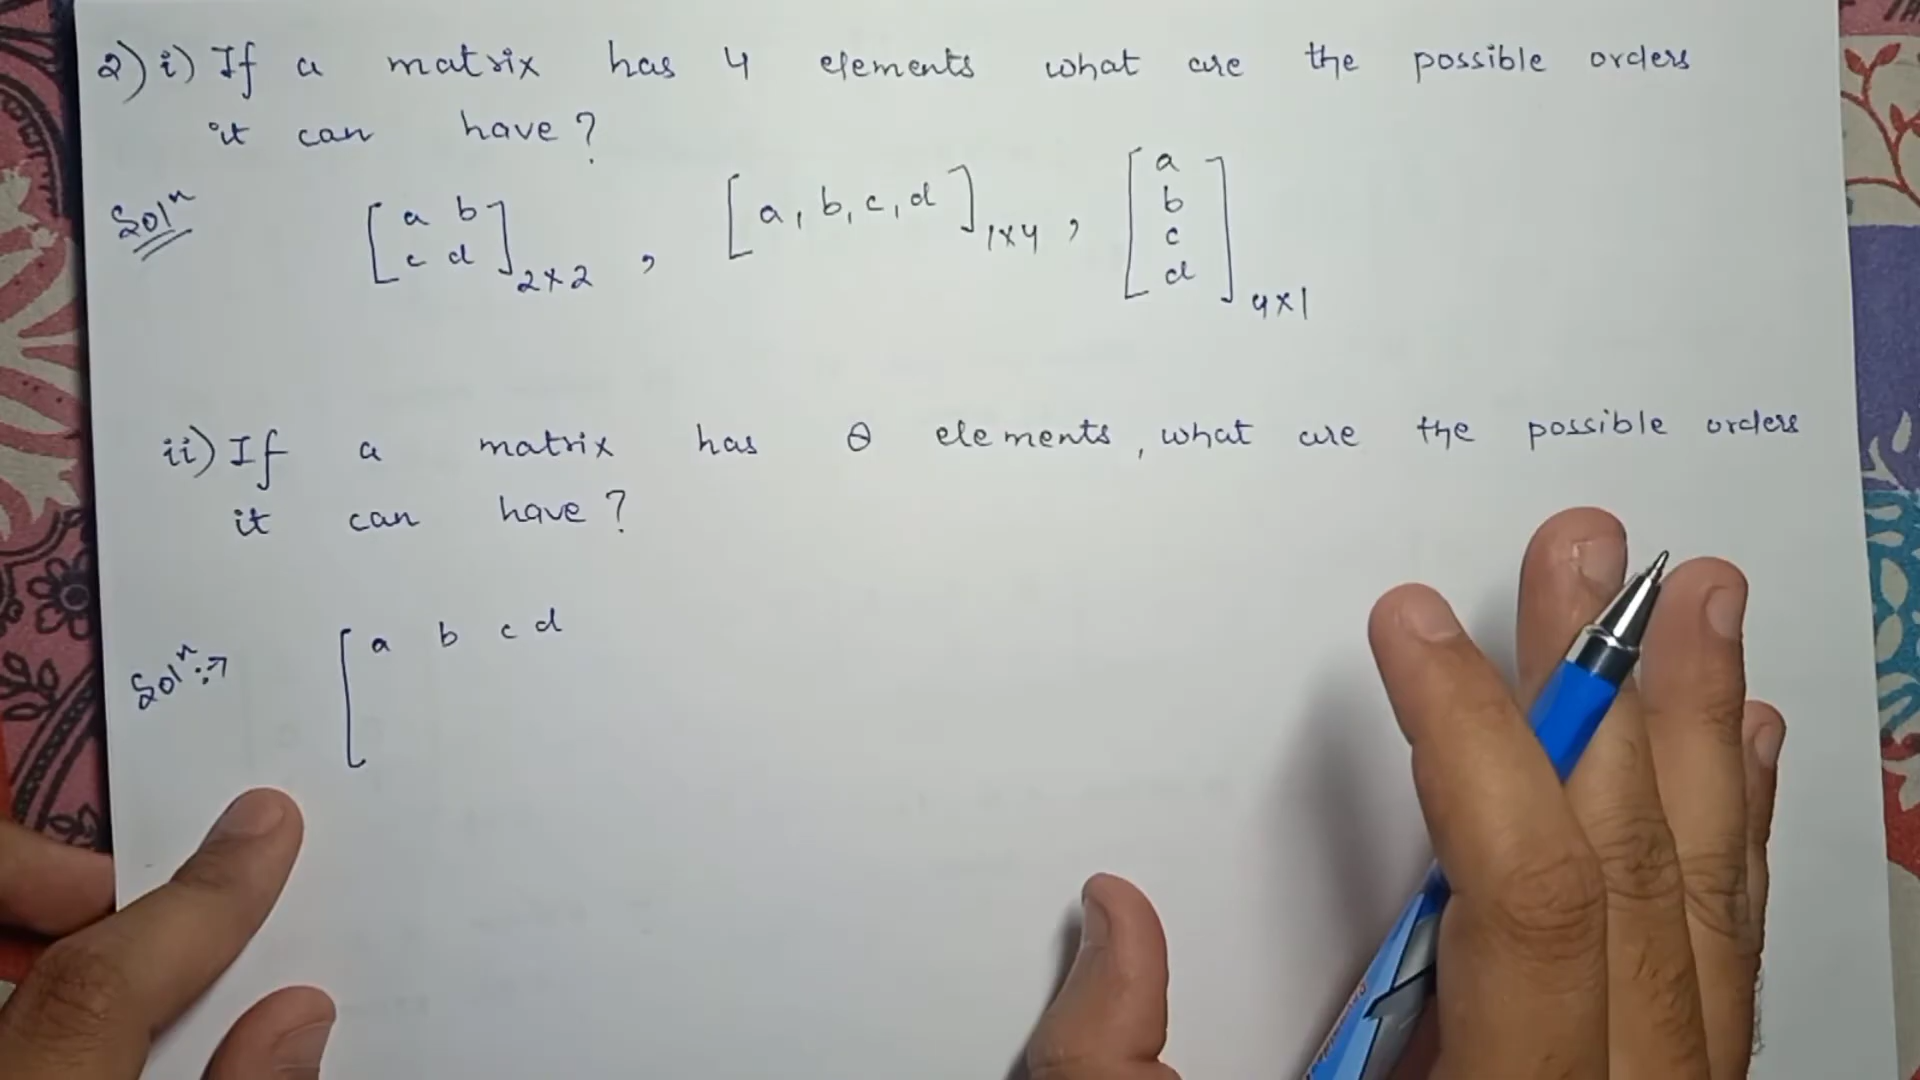 2) i) If a matrix has 4 elements what are the possible orders
it can have ?
Solⁿ
[ a b
c d ] 2×2 , [ a, b, c, d ] 1×4 , [ a
b
c
d ] 4×1
ii) If a matrix has 8 elements, what are the possible orders
it can have ?
Solⁿ :→ [ a b c d